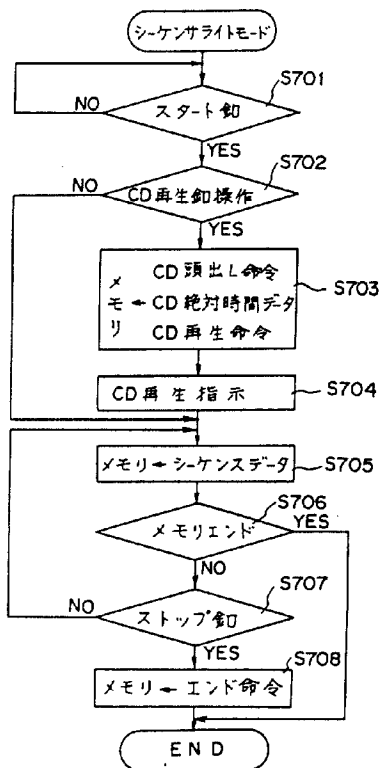 シーケンサライトモード
S701
NO
スタート釦
YES
S702
NO
CD再生釦操作
YES
メモリ ← CD頭出し命令
CD絶対時間データ
CD再生命令
S703
CD再生指示
S704
メモリ←シーケンスデータ
S705
S706
メモリエンド
YES
NO
S707
NO
ストップ釦
YES
S708
メモリ←エンド命令
END